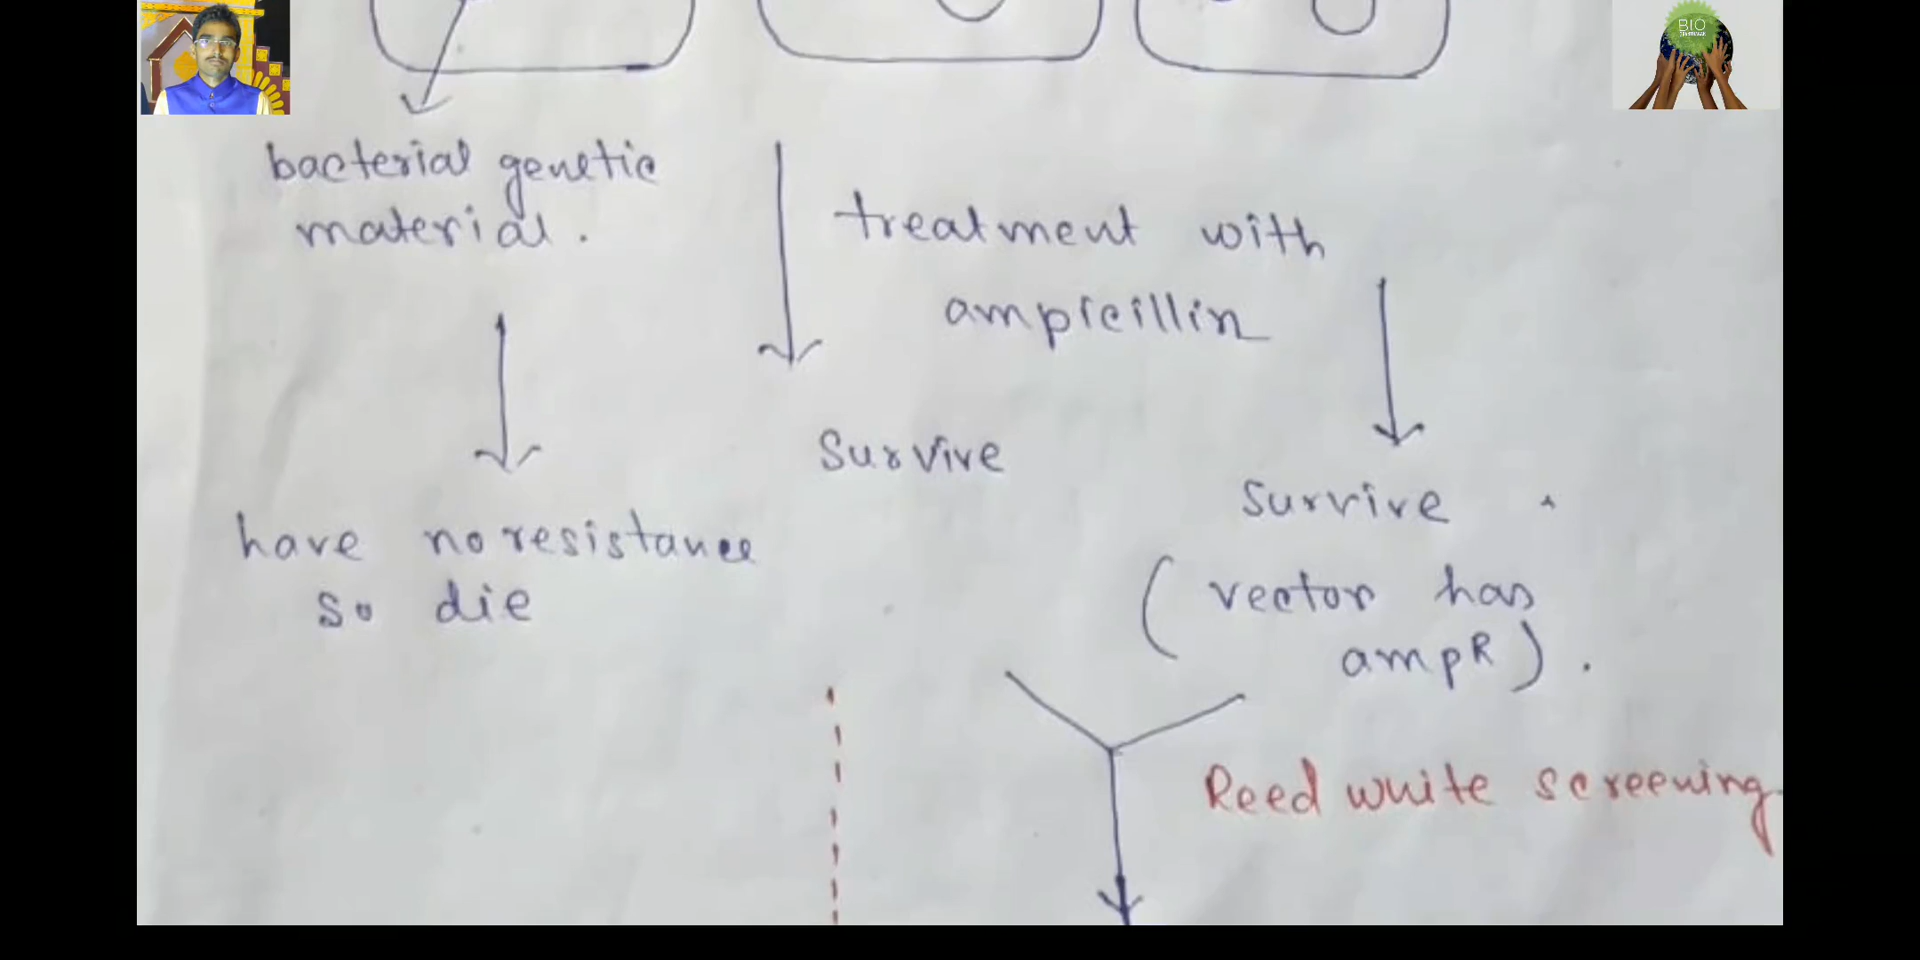 BIO
bacterial genetic
material.
treatment with
ampicillin
Survive
survive
have no resistance
so die
(vector has
ampR).
Reed white screening